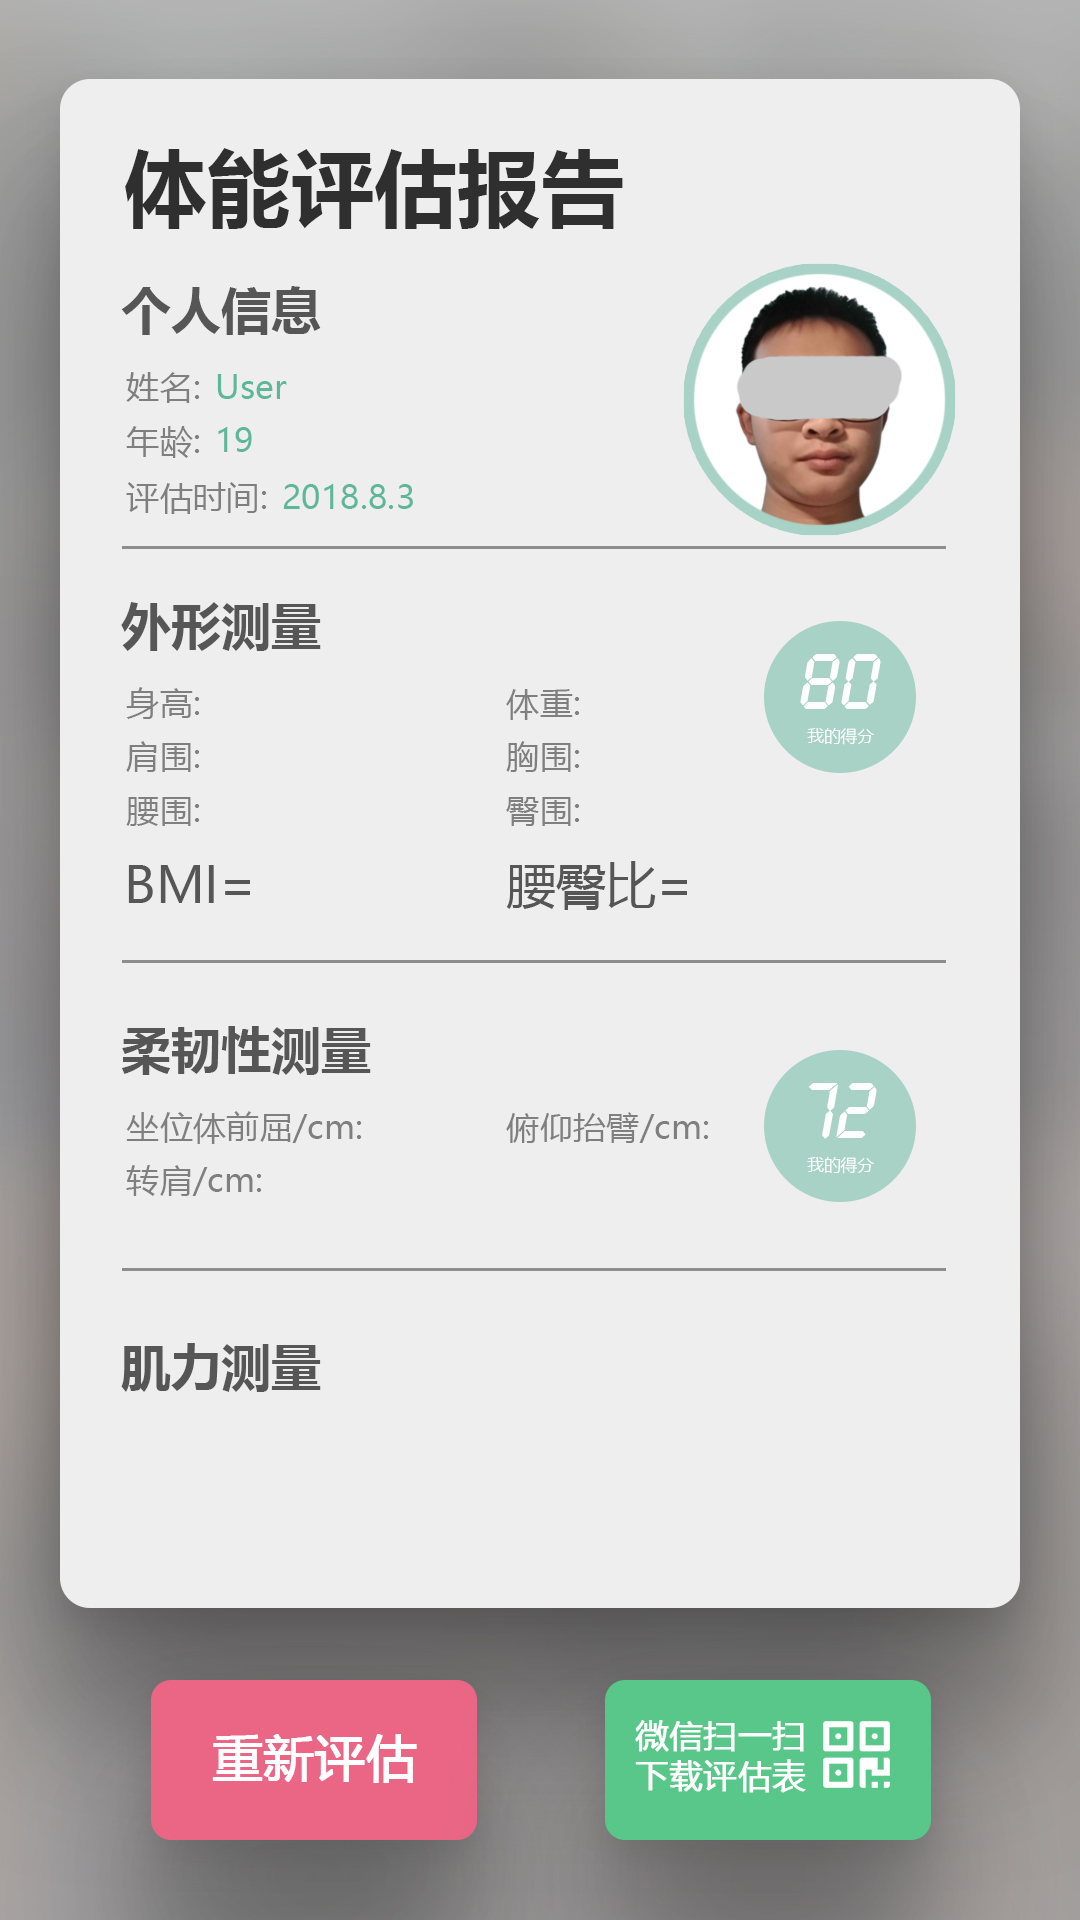 体能评估报告
个人信息
姓名: User
年龄: 19
评估时间: 2018.8.3
外形测量
80
我的得分
身高:
体重:
肩围:
胸围:
腰围:
臀围:
BMI=
腰臀比=
柔韧性测量
72
我的得分
坐位体前屈/cm:
俯仰抬臂/cm:
转肩/cm:
肌力测量
重新评估
微信扫一扫
下载评估表